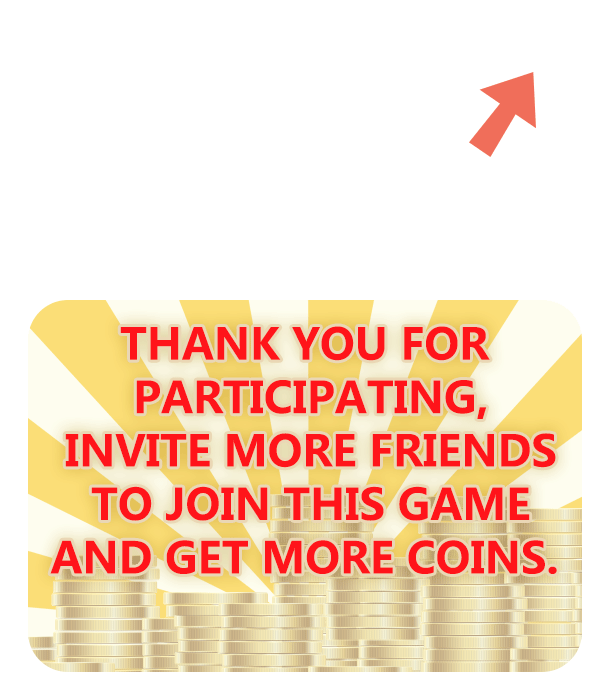 THANK YOU FOR
PARTICIPATING,
INVITE MORE FRIENDS
TO JOIN THIS GAME
AND GET MORE COINS.